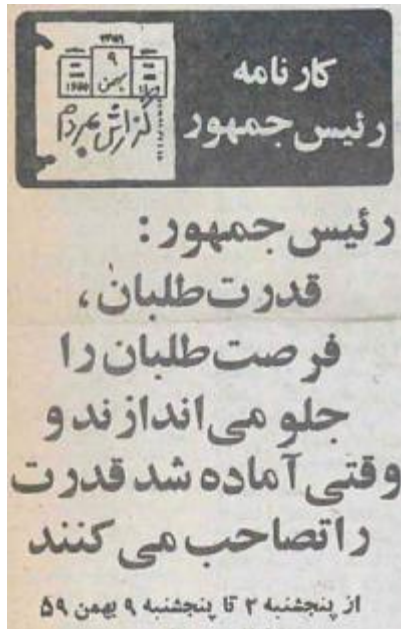 کارنامه
رئیس‌جمهور
۹
بهمن
گزارش به مردم
رئیس‌جمهور:
قدرت‌طلبان،
فرصت‌طلبان را
جلو می‌اندازند و
وقتی آماده شد قدرت
را تصاحب می‌کنند
از پنجشنبه ۲ تا پنجشنبه ۹ بهمن ۵۹